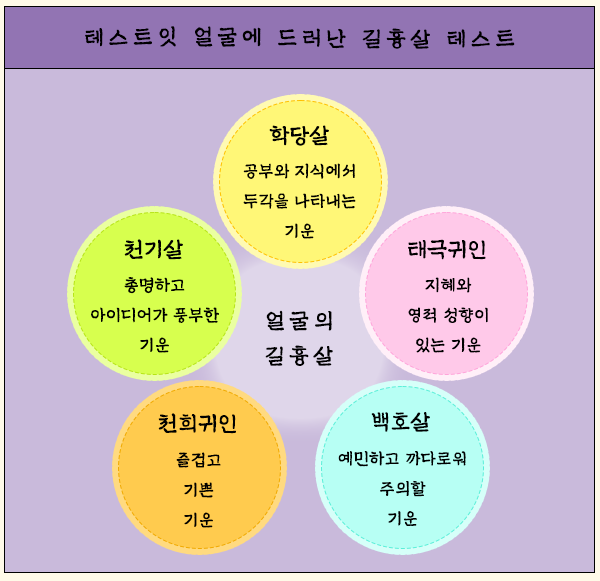 테스트잇 얼굴에 드러난 길흉살 테스트
학당살
공부와 지식에서
두각을 나타내는
기운
천기살
총명하고
아이디어가 풍부한
기운
태극귀인
지혜와
영적 성향이
있는 기운
얼굴의
길흉살
천희귀인
즐겁고
기쁜
기운
백호살
예민하고 까다로워
주의할
기운